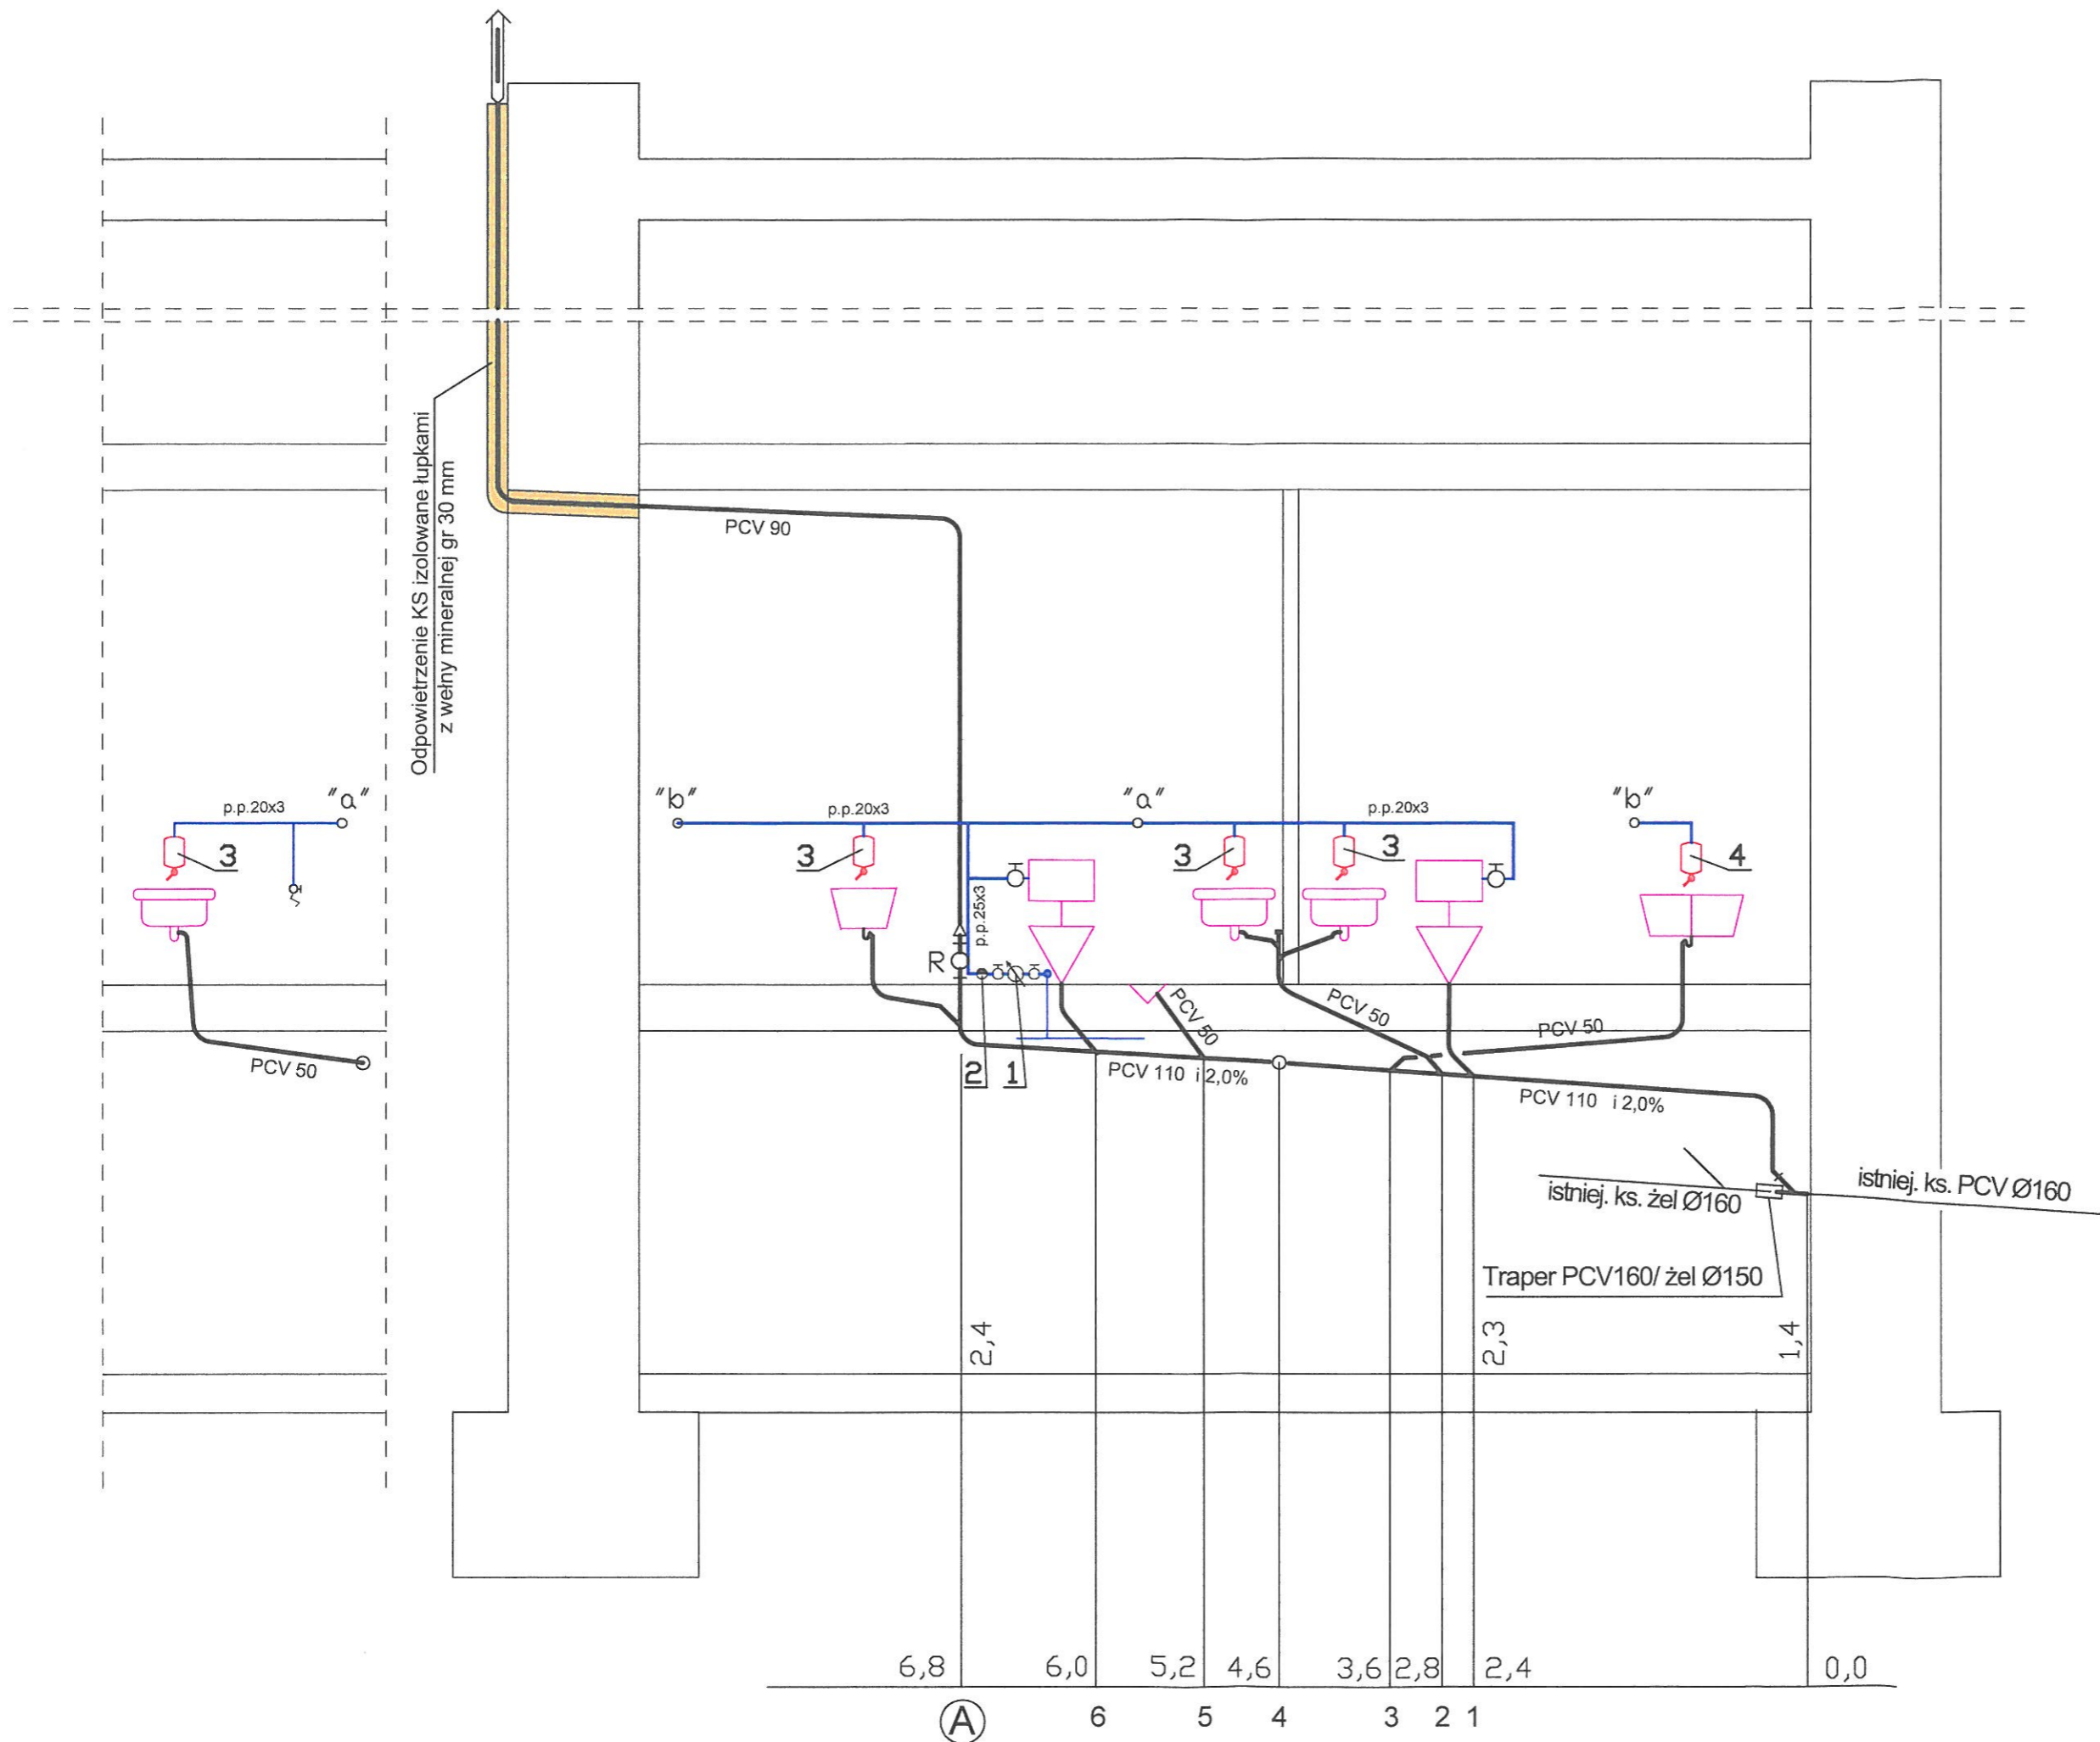 Odpowietrzenie KS izolowane łupkami
z wełny mineralnej gr 30 mm
PCV 90
p.p.20x3
"a"
3
PCV 50
"b"
p.p.20x3
"a"
p.p.20x3
"b"
3
3
3
4
p.p.25x3
R
2
1
PCV 50
PCV 50
PCV 50
PCV 110 i 2,0%
PCV 110 i 2,0%
istniej. ks. żel Ø160
istniej. ks. PCV Ø160
Traper PCV160/ żel Ø150
2,4
2,3
1,4
6,8
6,0
5,2
4,6
3,6
2,8
2,4
0,0
A
6
5
4
3
2
1